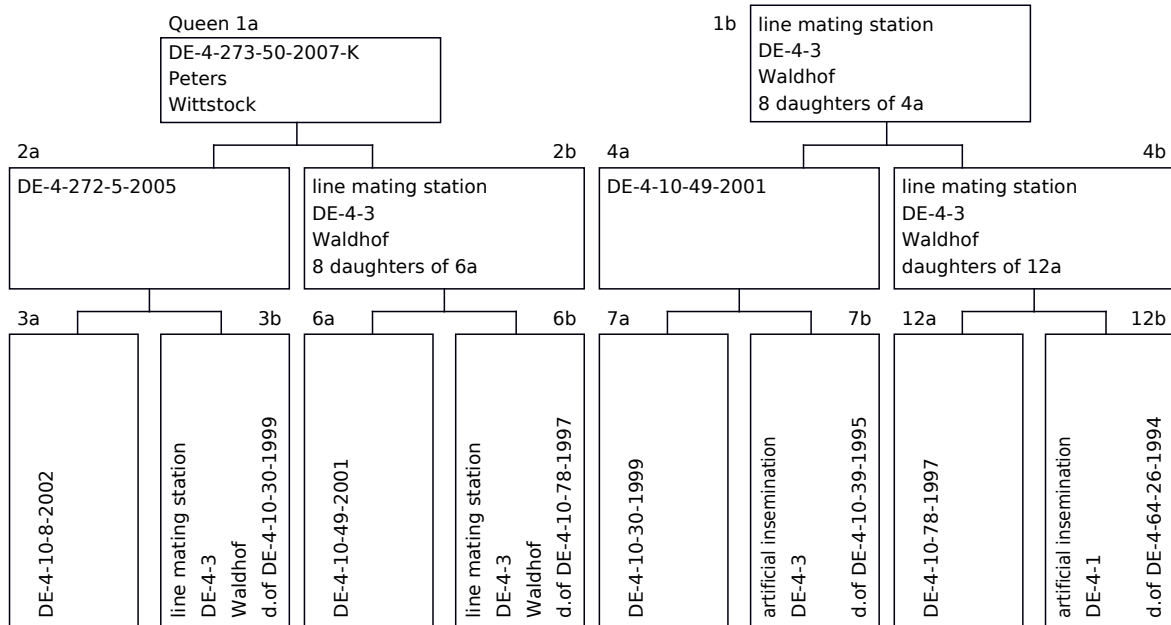 Queen 1a
DE-4-273-50-2007-K
Peters
Wittstock
1b
line mating station
DE-4-3
Waldhof
8 daughters of 4a
2a
DE-4-272-5-2005
2b
line mating station
DE-4-3
Waldhof
8 daughters of 6a
4a
DE-4-10-49-2001
4b
line mating station
DE-4-3
Waldhof
daughters of 12a
3a
DE-4-10-8-2002
3b
line mating station
DE-4-3
Waldhof
d.of DE-4-10-30-1999
6a
DE-4-10-49-2001
6b
line mating station
DE-4-3
Waldhof
d.of DE-4-10-78-1997
7a
DE-4-10-30-1999
7b
artificial insemination
DE-4-3
d.of DE-4-10-39-1995
12a
DE-4-10-78-1997
12b
artificial insemination
DE-4-1
d.of DE-4-64-26-1994